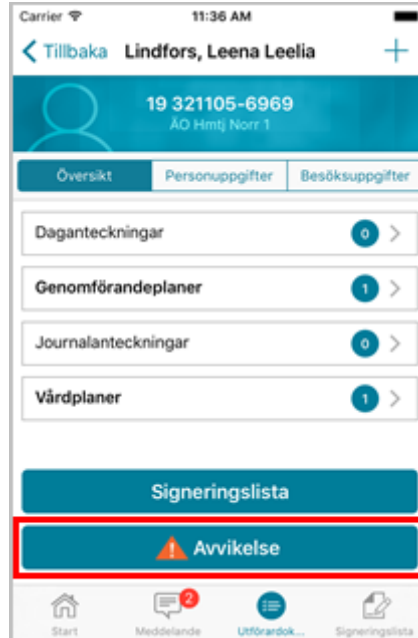 Carrier 11:36 AM
Tillbaka Lindfors, Leena Leelia
19 321105-6969
ÄO Hmtj Norr 1
Översikt Personuppgifter Besöksuppgifter
Daganteckningar 0
Genomförandeplaner 1
Journalanteckningar 0
Vårdplaner 1
Signeringslista
Avvikelse
2
Start Meddelande Utförardok... Signeringslista